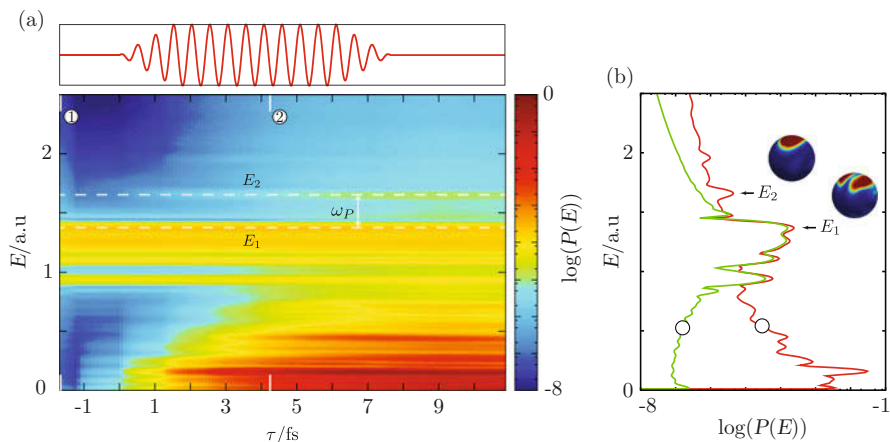 (a)
① ②
0
2
E₂
ω_P
E₁
E/a.u
1
log(P(E))
0
-8
-1 1 3 5 7 9
τ/fs
(b)
2
E₂
E₁
E/a.u
1
0
-8 -1
log(P(E))